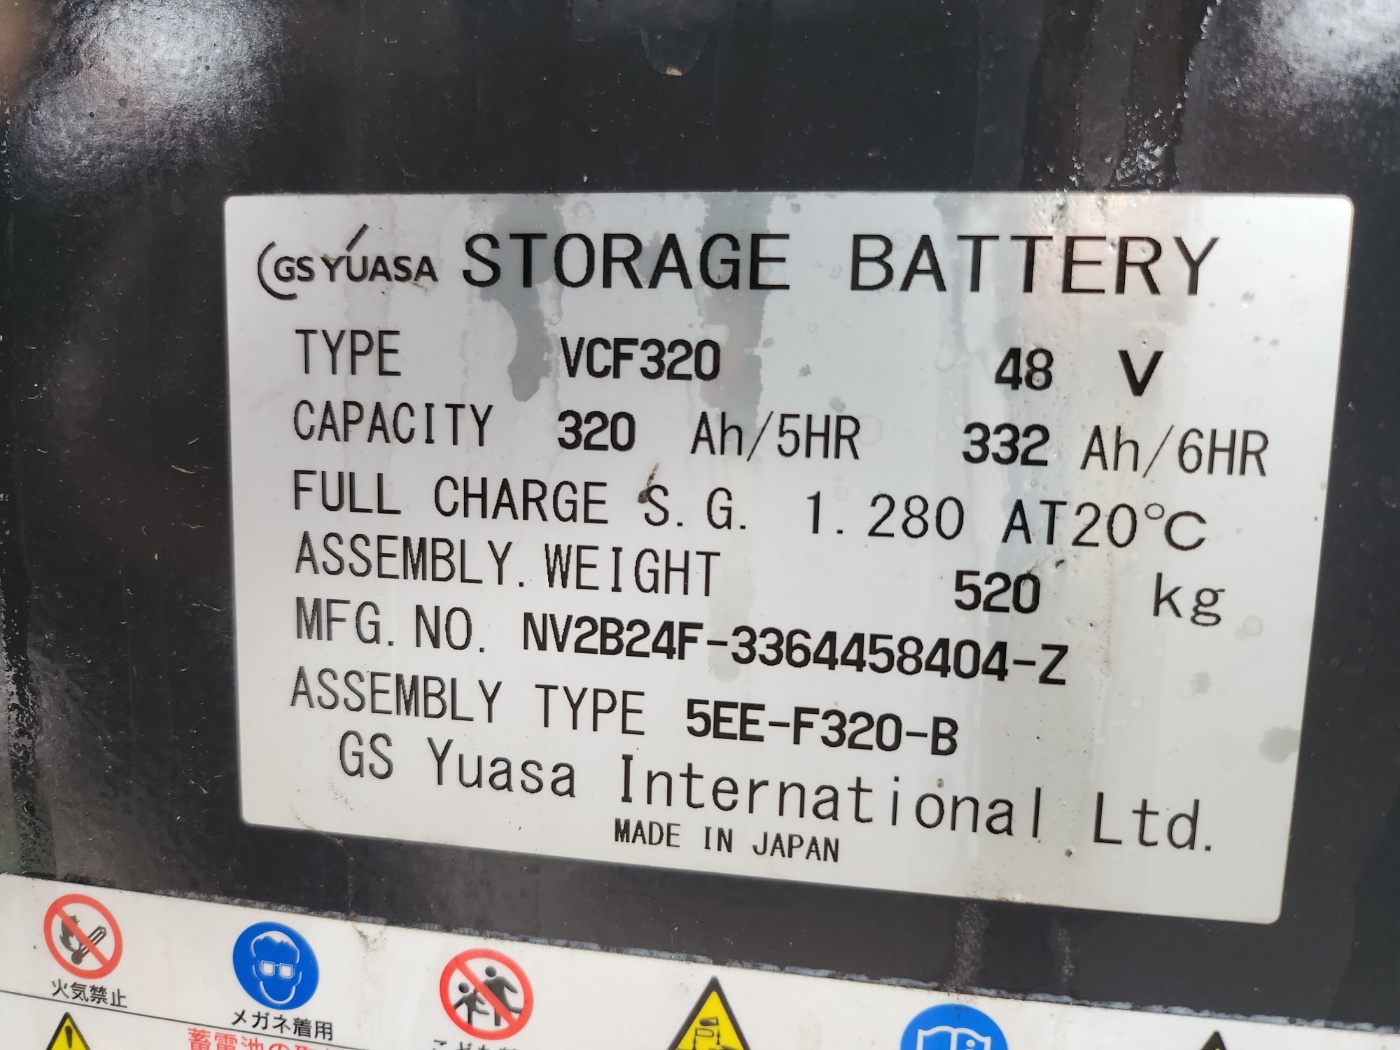 GS YUASA STORAGE BATTERY
TYPE VCF320 48 V
CAPACITY 320 Ah/5HR 332 Ah/6HR
FULL CHARGE S.G. 1.280 AT20°C
ASSEMBLY.WEIGHT 520 kg
MFG.NO. NV2B24F-3364458404-Z
ASSEMBLY TYPE 5EE-F320-B
GS Yuasa International Ltd.
MADE IN JAPAN
火気禁止
メガネ着用